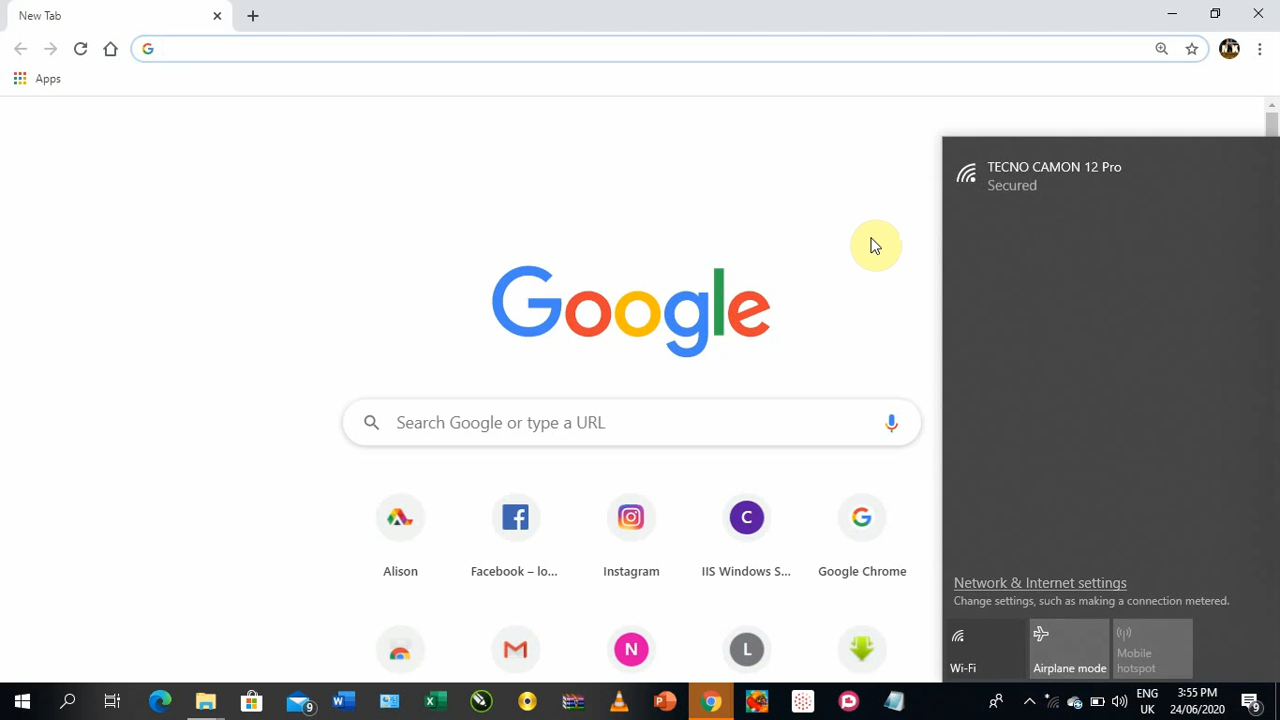 New Tab
Apps
TECNO CAMON 12 Pro
Secured
Google
Search Google or type a URL
C
Alison
Facebook – lo...
Instagram
IIS Windows S...
Google Chrome
N
L
Network & Internet settings
Change settings, such as making a connection metered.
Wi-Fi
Airplane mode
Mobile hotspot
9
ENG
UK
3:55 PM
24/06/2020
9